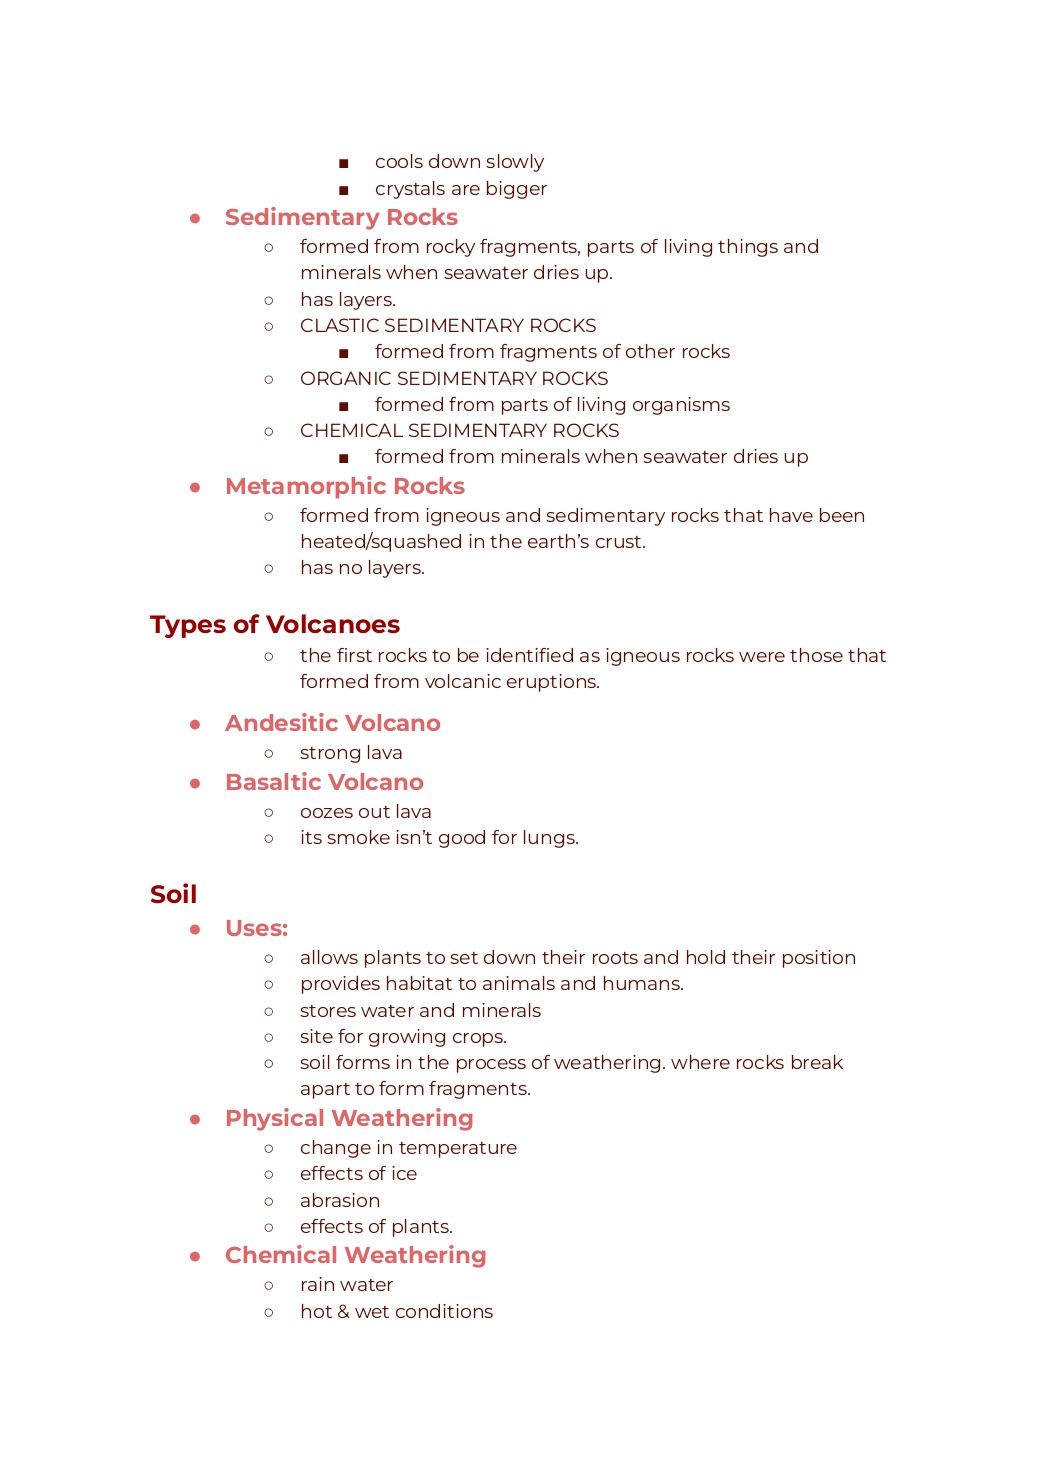 ■ cools down slowly
■ crystals are bigger
● Sedimentary Rocks
○ formed from rocky fragments, parts of living things and
minerals when seawater dries up.
○ has layers.
○ CLASTIC SEDIMENTARY ROCKS
■ formed from fragments of other rocks
○ ORGANIC SEDIMENTARY ROCKS
■ formed from parts of living organisms
○ CHEMICAL SEDIMENTARY ROCKS
■ formed from minerals when seawater dries up
● Metamorphic Rocks
○ formed from igneous and sedimentary rocks that have been
heated/squashed in the earth’s crust.
○ has no layers.
Types of Volcanoes
○ the first rocks to be identified as igneous rocks were those that
formed from volcanic eruptions.
● Andesitic Volcano
○ strong lava
● Basaltic Volcano
○ oozes out lava
○ its smoke isn’t good for lungs.
Soil
● Uses:
○ allows plants to set down their roots and hold their position
○ provides habitat to animals and humans.
○ stores water and minerals
○ site for growing crops.
○ soil forms in the process of weathering. where rocks break
apart to form fragments.
● Physical Weathering
○ change in temperature
○ effects of ice
○ abrasion
○ effects of plants.
● Chemical Weathering
○ rain water
○ hot & wet conditions